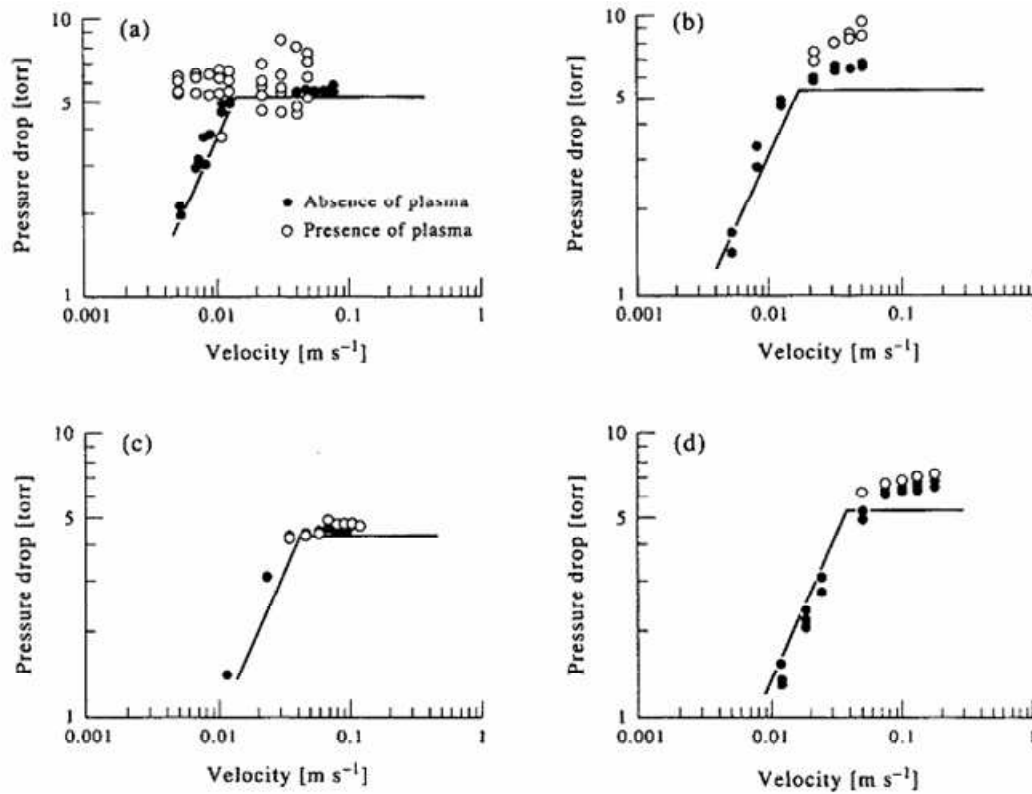 (a)
10
5
1
Pressure drop [torr]
Absence of plasma
Presence of plasma
0.001
0.01
0.1
1
Velocity [m s⁻¹]
(b)
10
5
1
Pressure drop [torr]
0.001
0.01
0.1
1
Velocity [m s⁻¹]
(c)
10
5
1
Pressure drop [torr]
0.001
0.01
0.1
1
Velocity [m s⁻¹]
(d)
10
5
1
Pressure drop [torr]
0.001
0.01
0.1
1
Velocity [m s⁻¹]